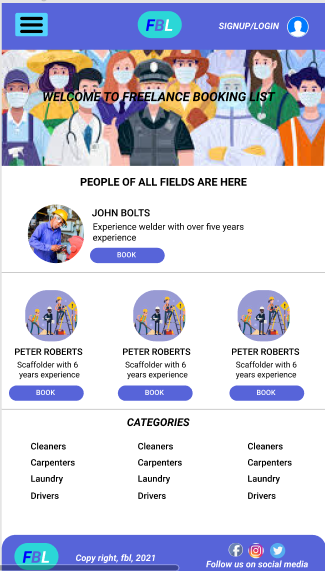 FBL
SIGNUP/LOGIN
WELCOME TO FREELANCE BOOKING LIST
PEOPLE OF ALL FIELDS ARE HERE
JOHN BOLTS
Experience welder with over five years
experience
BOOK
PETER ROBERTS PETER ROBERTS PETER ROBERTS
Scaffolder with 6 Scaffolder with 6 Scaffolder with 6
years experience years experience years experience
BOOK BOOK BOOK
CATEGORIES
Cleaners Cleaners Cleaners
Carpenters Carpenters Carpenters
Laundry Laundry Laundry
Drivers Drivers Drivers
FBL Copy right, fbl, 2021
Follow us on social media